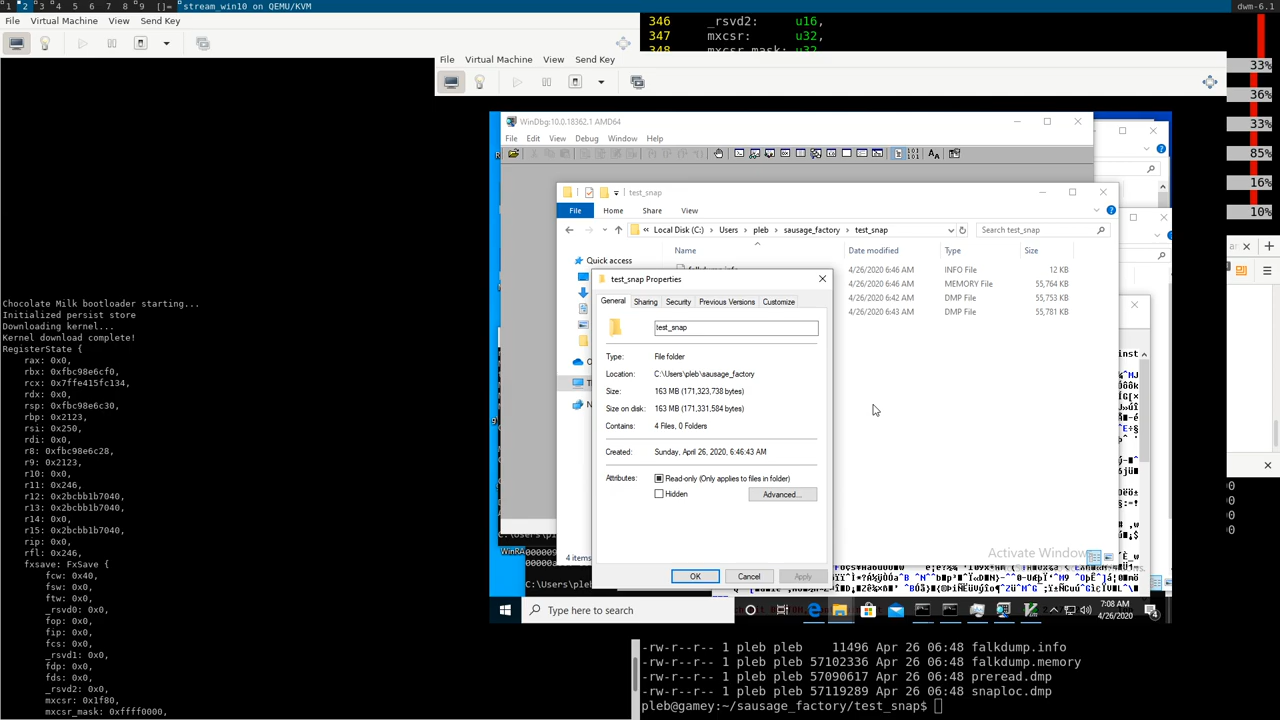 1 2 3 4 5 6 7 8 9 []= stream_win10 on QEMU/KVM dwm-6.1
File Virtual Machine View Send Key
346 _rsvd2: u16,
347 mxcsr: u32,
348 mxcsr_mask: u32,
File Virtual Machine View Send Key
33%
36%
33%
85%
16%
10%
WinDbg:10.0.18362.1 AMD64
File Edit View Debug Window Help
test_snap
File Home Share View
Local Disk (C:) Users pleb sausage_factory test_snap
Search test_snap
Name Date modified Type Size
Quick access
falkdump.info 4/26/2020 6:46 AM INFO File 12 KB
4/26/2020 6:46 AM MEMORY File 55,764 KB
4/26/2020 6:42 AM DMP File 55,753 KB
4/26/2020 6:43 AM DMP File 55,781 KB
test_snap Properties
General Sharing Security Previous Versions Customize
test_snap
Type: File folder
Location: C:\Users\pleb\sausage_factory
Size: 163 MB (171,323,738 bytes)
Size on disk: 163 MB (171,331,584 bytes)
Contains: 4 Files, 0 Folders
Created: Sunday, April 26, 2020, 6:46:43 AM
Attributes: Read-only (Only applies to files in folder)
Hidden Advanced...
OK Cancel Apply
4 items
Activate Window
C:\Users\pleb
Type here to search
7:08 AM
4/26/2020
4
Chocolate Milk bootloader starting...
Initialized persist store
Downloading kernel...
Kernel download complete!
RegisterState {
rax: 0x0,
rbx: 0xfbc98e6cf0,
rcx: 0x7ffe415fc134,
rdx: 0x0,
rsp: 0xfbc98e6c30,
rbp: 0x2123,
rsi: 0x250,
rdi: 0x0,
r8: 0xfbc98e6c28,
r9: 0x2123,
r10: 0x0,
r11: 0x246,
r12: 0x2bcbb1b7040,
r13: 0x2bcbb1b7040,
r14: 0x0,
r15: 0x2bcbb1b7040,
rip: 0x0,
rfl: 0x246,
fxsave: FxSave {
fcw: 0x40,
fsw: 0x0,
ftw: 0x0,
_rsvd0: 0x0,
fop: 0x0,
fip: 0x0,
fcs: 0x0,
_rsvd1: 0x0,
fdp: 0x0,
fds: 0x0,
_rsvd2: 0x0,
mxcsr: 0x1f80,
mxcsr_mask: 0xffff0000,
-rw-r--r-- 1 pleb pleb 11496 Apr 26 06:48 falkdump.info
-rw-r--r-- 1 pleb pleb 57102336 Apr 26 06:48 falkdump.memory
-rw-r--r-- 1 pleb pleb 57090617 Apr 26 06:48 preread.dmp
-rw-r--r-- 1 pleb pleb 57119289 Apr 26 06:48 snaploc.dmp
pleb@gamey:~/sausage_factory/test_snap$